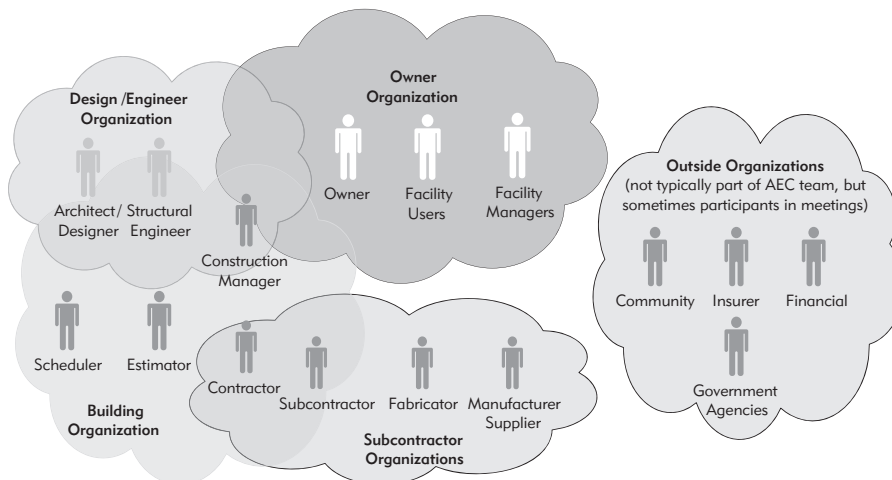 Design /Engineer
Organization
Architect/
Designer
Structural
Engineer
Construction
Manager
Owner
Organization
Owner
Facility
Users
Facility
Managers
Outside Organizations
(not typically part of AEC team, but
sometimes participants in meetings)
Community
Insurer
Financial
Government
Agencies
Scheduler
Estimator
Contractor
Building
Organization
Subcontractor
Fabricator
Manufacturer
Supplier
Subcontractor
Organizations